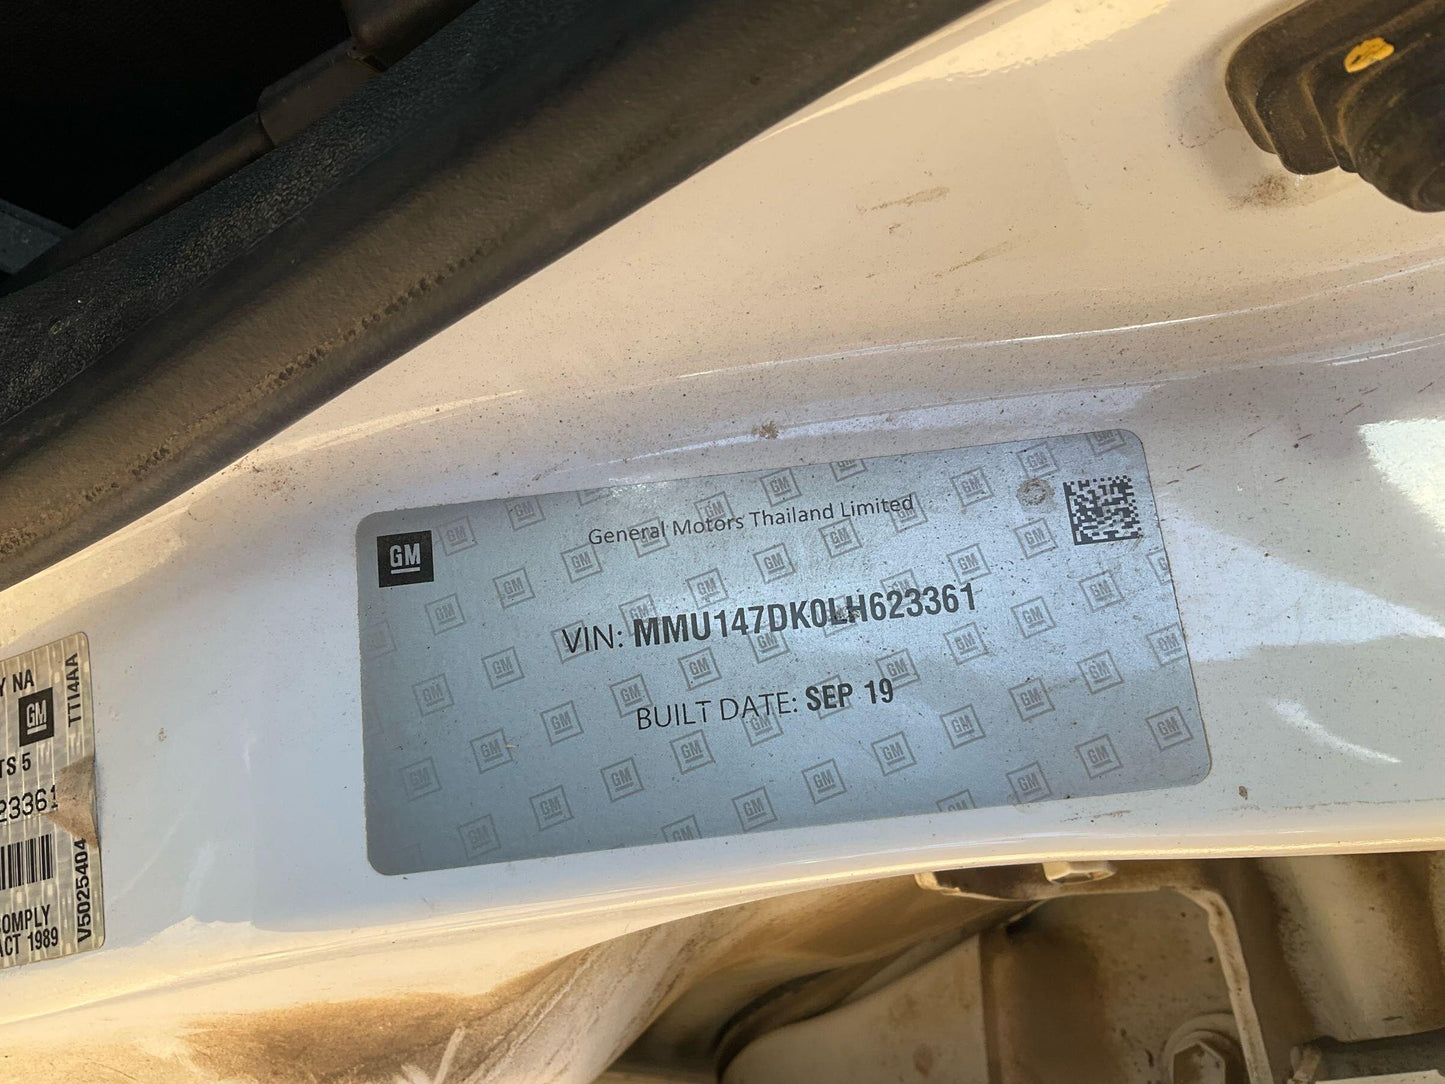 General Motors Thailand Limited
GM
VIN: MMU147DK0LH623361
BUILT DATE: SEP 19
Y NA
GM
TT14AA
TS 5
23361
V5025404
COMPLY
ACT 1989